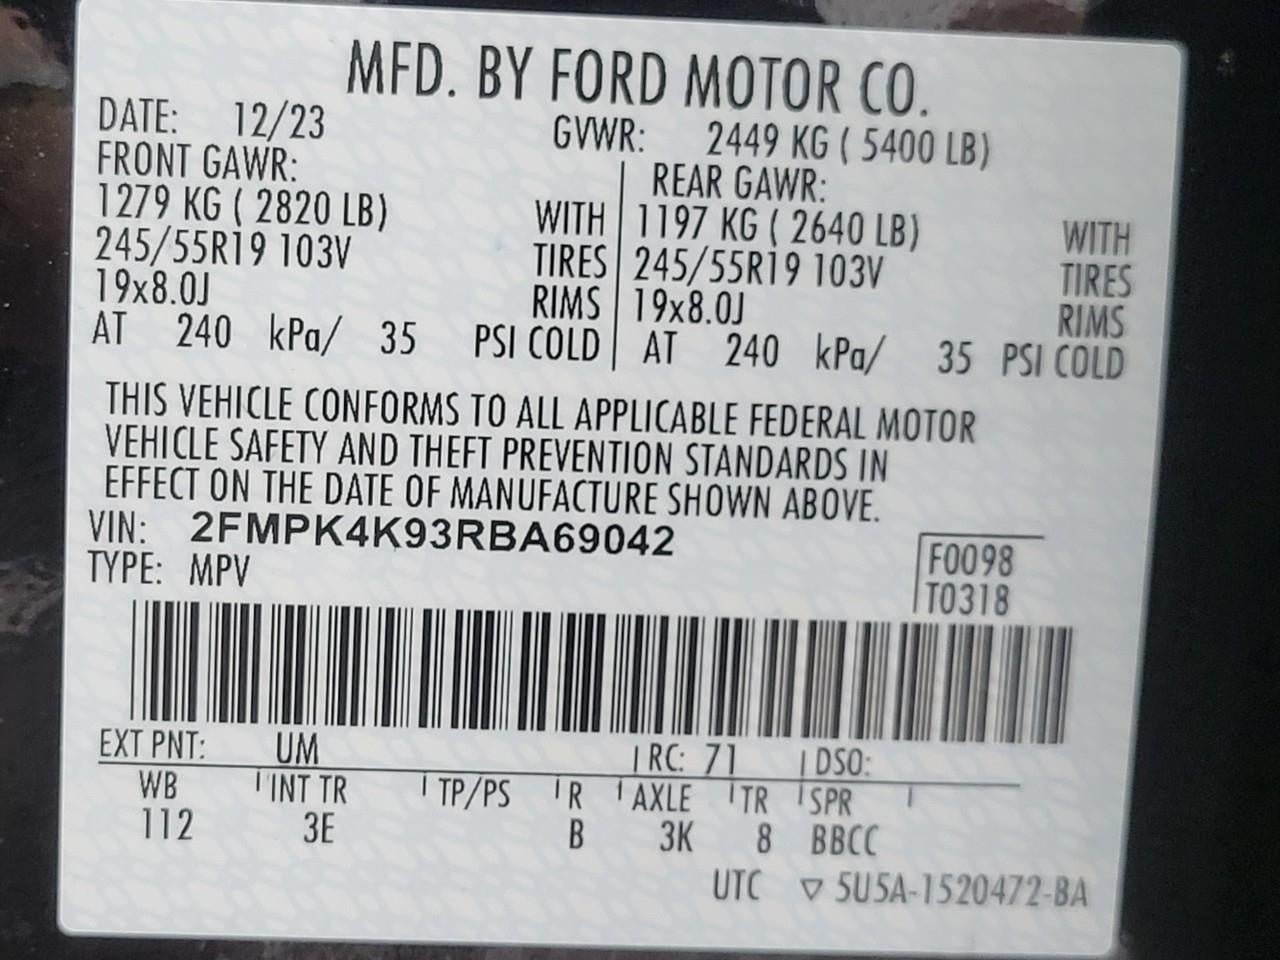 MFD. BY FORD MOTOR CO.
DATE: 12/23 GVWR: 2449 KG ( 5400 LB)
FRONT GAWR: REAR GAWR:
1279 KG ( 2820 LB) WITH 1197 KG ( 2640 LB) WITH
245/55R19 103V TIRES 245/55R19 103V TIRES
19x8.0J RIMS 19x8.0J RIMS
AT 240 kPa/ 35 PSI COLD AT 240 kPa/ 35 PSI COLD
THIS VEHICLE CONFORMS TO ALL APPLICABLE FEDERAL MOTOR
VEHICLE SAFETY AND THEFT PREVENTION STANDARDS IN
EFFECT ON THE DATE OF MANUFACTURE SHOWN ABOVE.
VIN: 2FMPK4K93RBA69042
TYPE: MPV
F0098
T0318
EXT PNT: UM RC: 71 DSO:
WB INT TR TP/PS R AXLE TR SPR
112 3E B 3K 8 BBCC
UTC ▽ 5U5A-1520472-BA